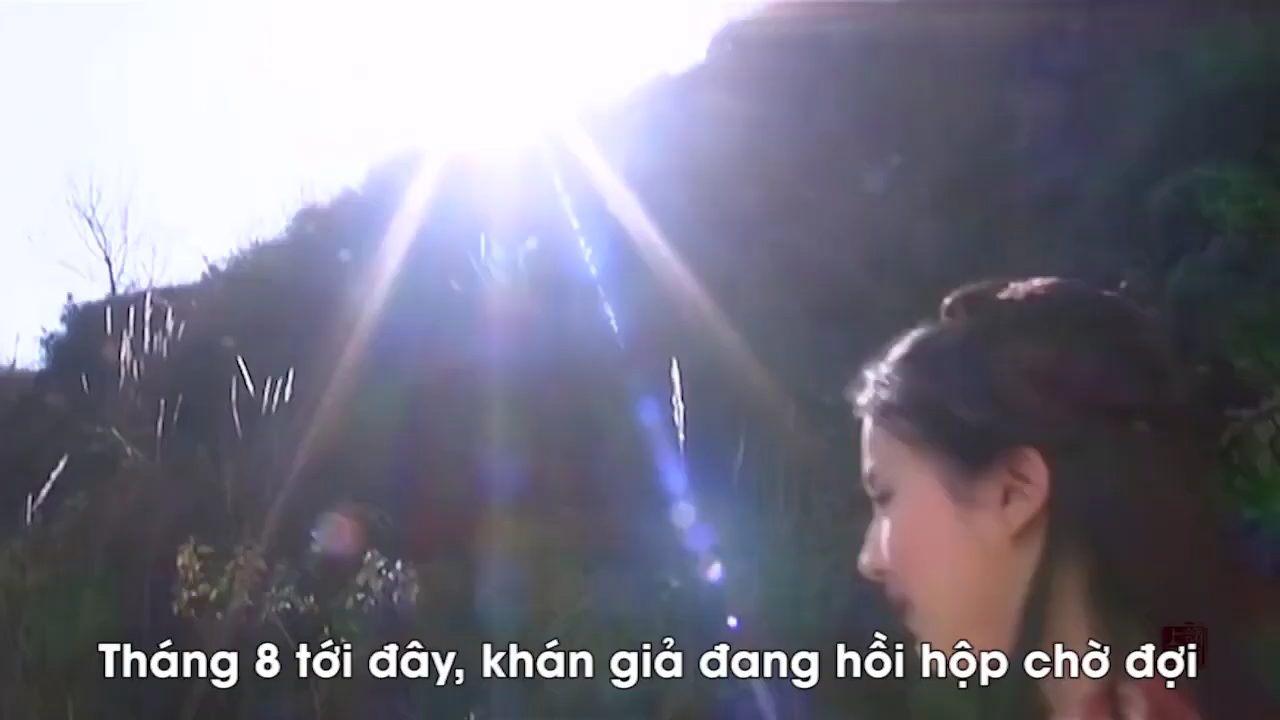 Tháng 8 tới đây, khán giả đang hồi hộp chờ đợi